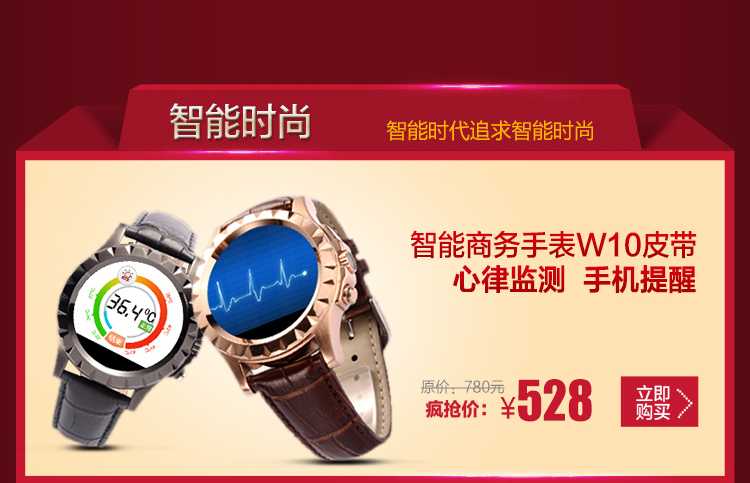 智能时尚
智能时代追求智能时尚
智能商务手表W10皮带
心律监测 手机提醒
36.4℃
原价：780元
疯抢价：¥528
立即
购买